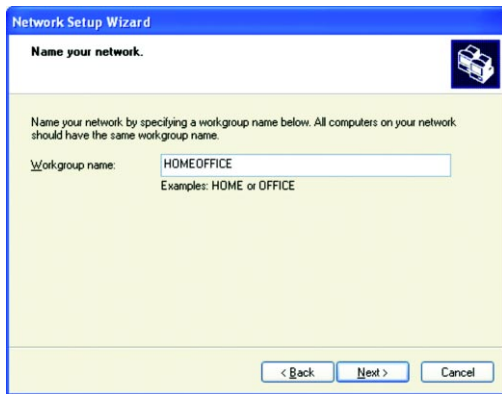 Network Setup Wizard
Name your network.
Name your network by specifying a workgroup name below. All computers on your network
should have the same workgroup name.
Workgroup name: HOMEOFFICE
Examples: HOME or OFFICE
< Back Next > Cancel